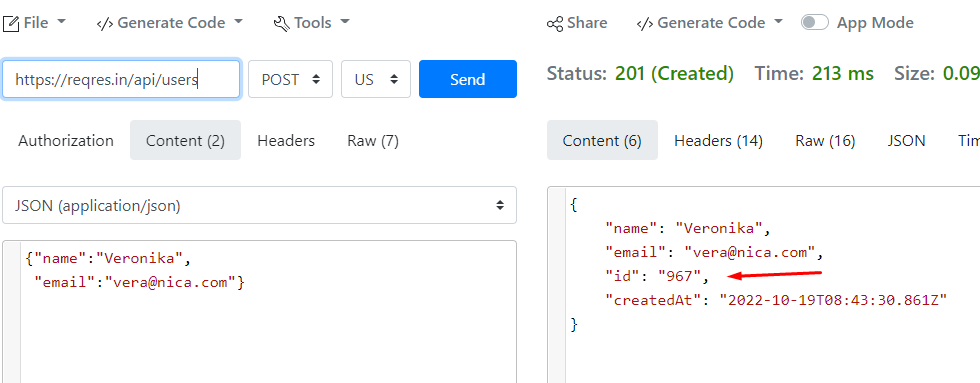 File </> Generate Code Tools
https://reqres.in/api/users POST US Send
Authorization Content (2) Headers Raw (7)
JSON (application/json)
{"name":"Veronika",
"email":"vera@nica.com"}
Share </> Generate Code App Mode
Status: 201 (Created) Time: 213 ms Size: 0.09
Content (6) Headers (14) Raw (16) JSON Tim
{
"name": "Veronika",
"email": "vera@nica.com",
"id": "967",
"createdAt": "2022-10-19T08:43:30.861Z"
}